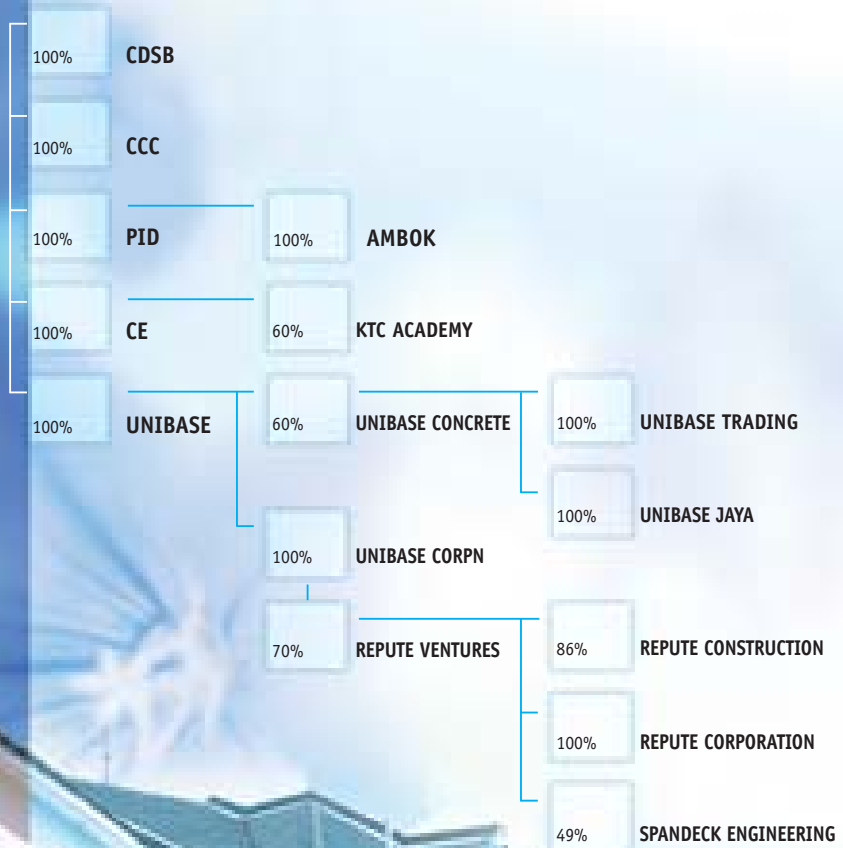 100% CDSB
100% CCC
100% PID 100% AMBOK
100% CE 60% KTC ACADEMY
100% UNIBASE 60% UNIBASE CONCRETE 100% UNIBASE TRADING
100% UNIBASE JAYA
100% UNIBASE CORPN
70% REPUTE VENTURES 86% REPUTE CONSTRUCTION
100% REPUTE CORPORATION
49% SPANDECK ENGINEERING